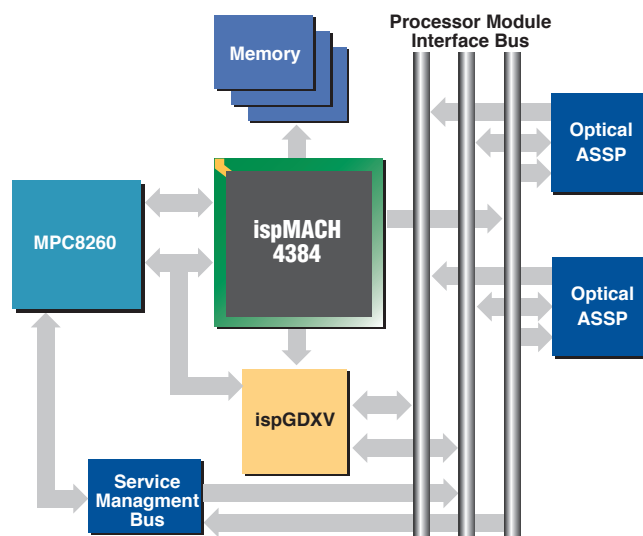 Processor Module
Interface Bus
Memory
Optical
ASSP
MPC8260
ispMACH
4384
Optical
ASSP
ispGDXV
Service
Managment
Bus